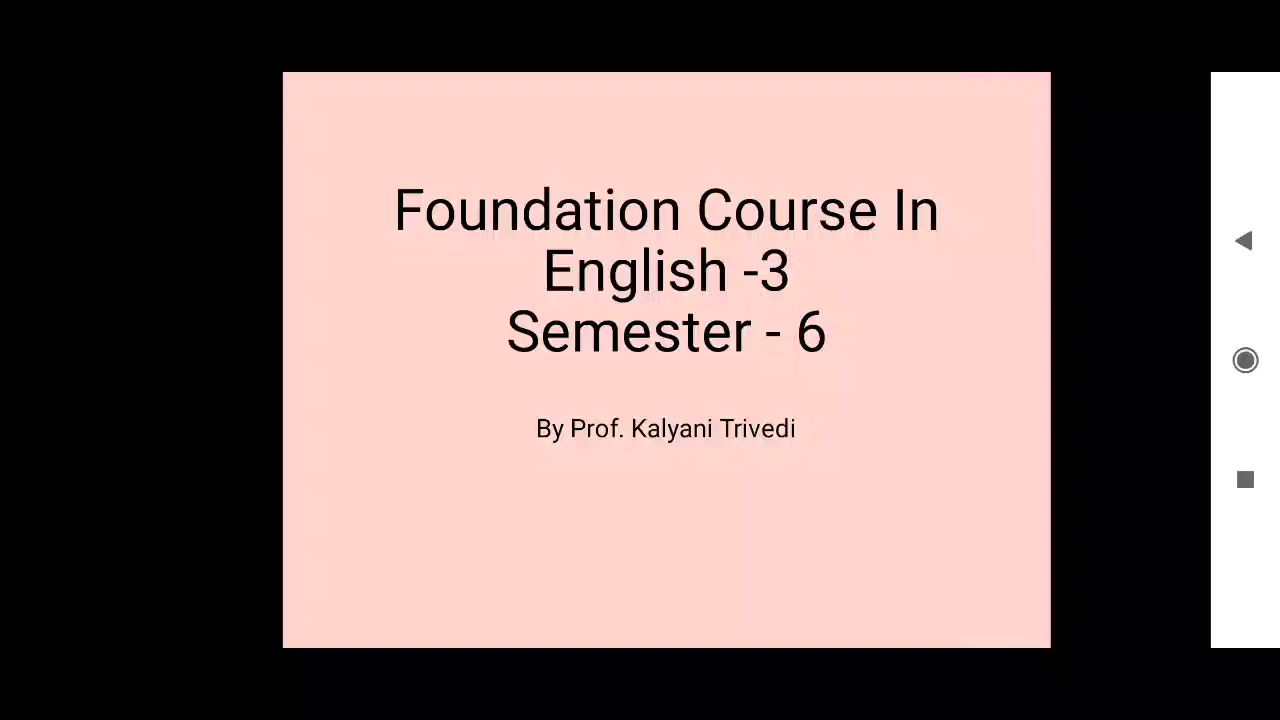 Foundation Course In
English -3
Semester - 6
By Prof. Kalyani Trivedi